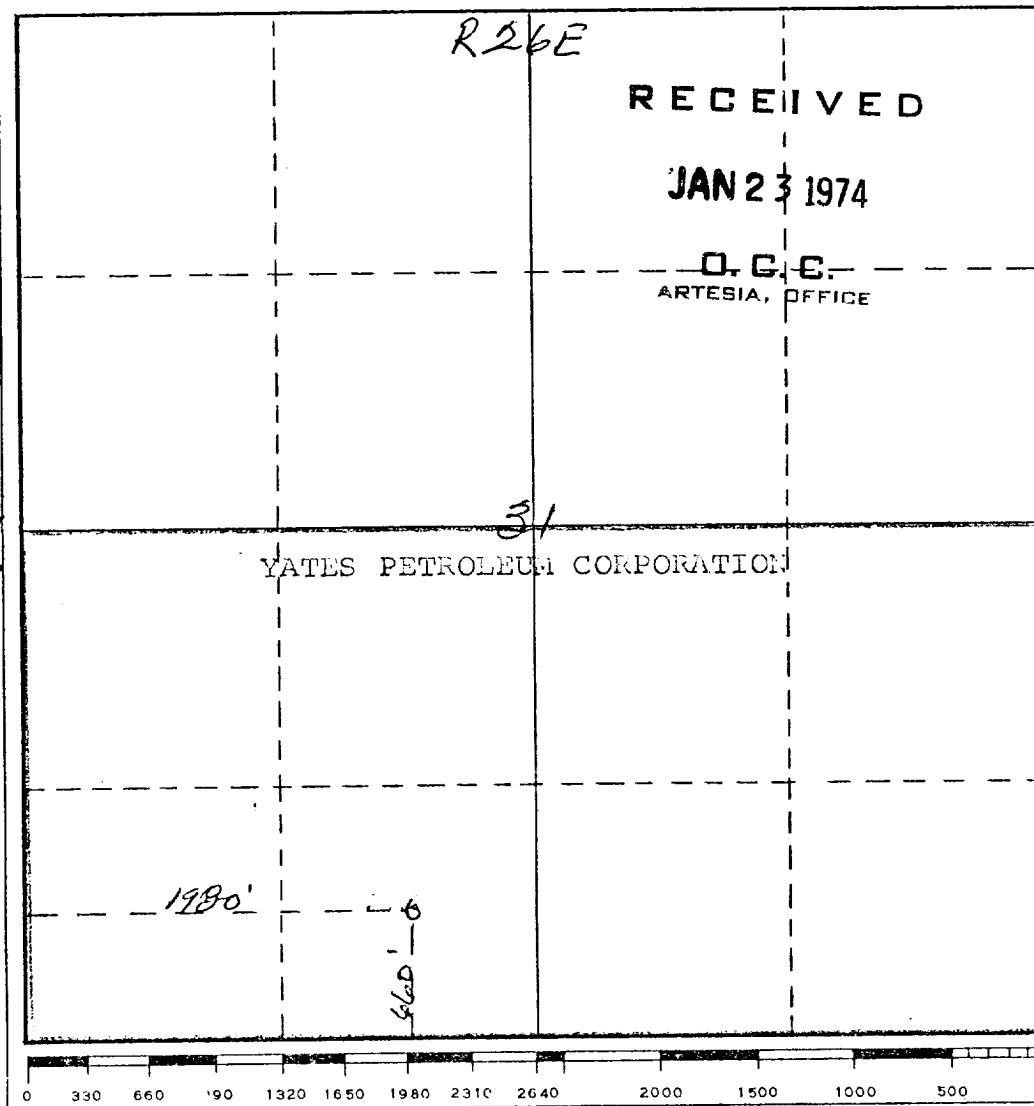 R26E
RECEIVED
JAN 23 1974
O. C. C.
ARTESIA, OFFICE
31
YATES PETROLEUM CORPORATION
1980'
660'
0 330 660 '90 1320 1650 1980 2310 2640 2000 1500 1000 500